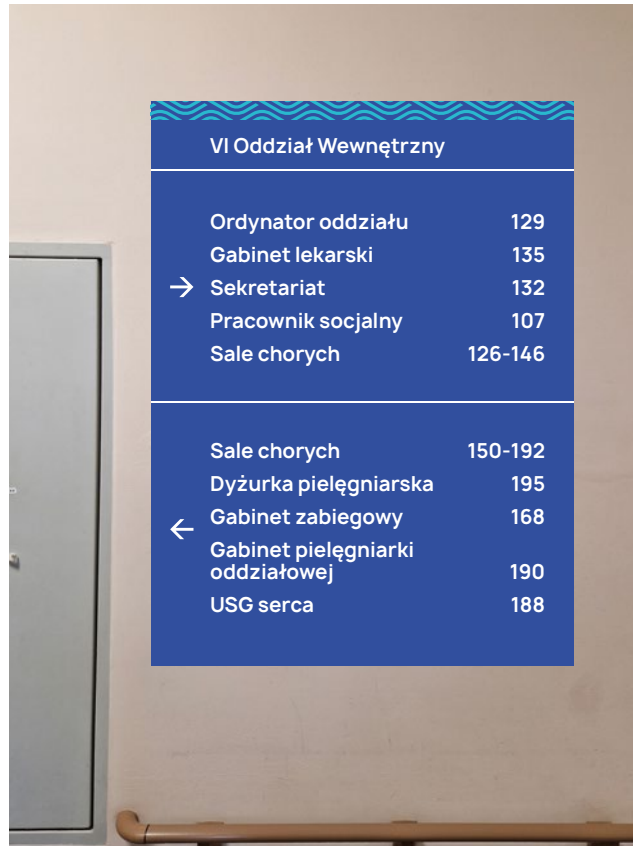 VI Oddział Wewnętrzny
Ordynator oddziału 129
Gabinet lekarski 135
→ Sekretariat 132
Pracownik socjalny 107
Sale chorych 126-146
Sale chorych 150-192
Dyżurka pielęgniarska 195
← Gabinet zabiegowy 168
Gabinet pielęgniarki
oddziałowej 190
USG serca 188